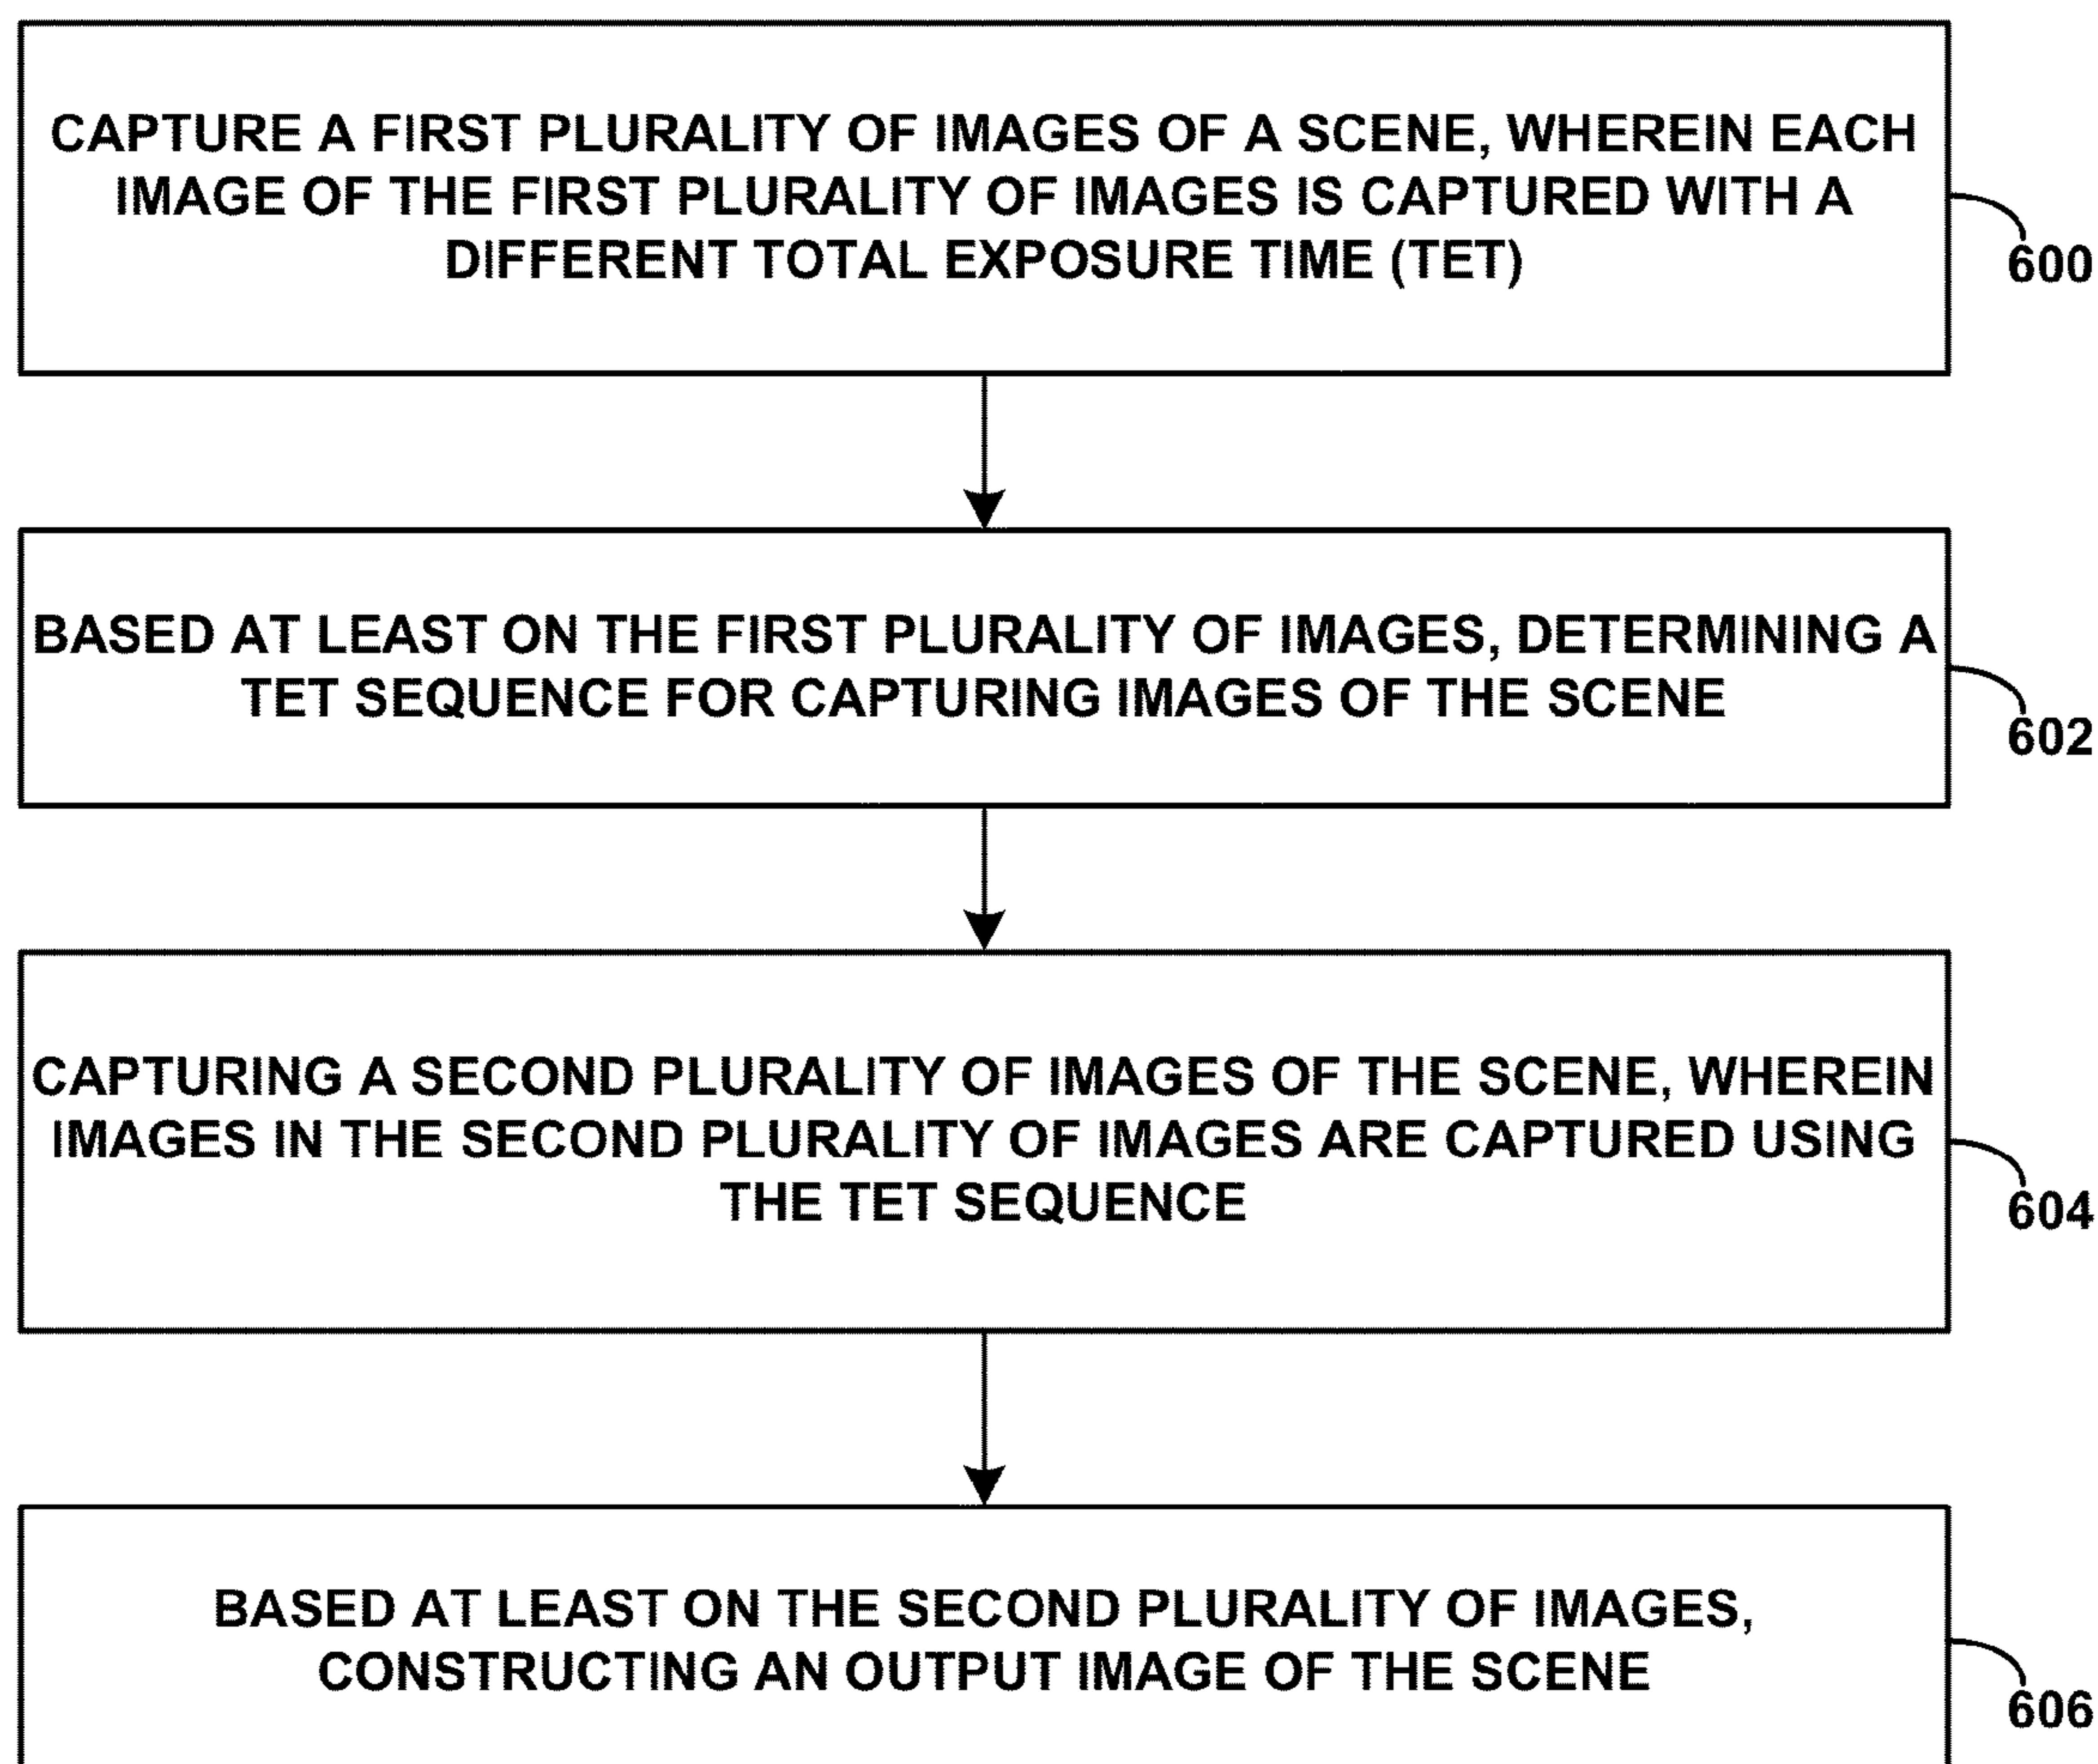 CAPTURE A FIRST PLURALITY OF IMAGES OF A SCENE, WHEREIN EACH
IMAGE OF THE FIRST PLURALITY OF IMAGES IS CAPTURED WITH A
DIFFERENT TOTAL EXPOSURE TIME (TET)
600
BASED AT LEAST ON THE FIRST PLURALITY OF IMAGES, DETERMINING A
TET SEQUENCE FOR CAPTURING IMAGES OF THE SCENE
602
CAPTURING A SECOND PLURALITY OF IMAGES OF THE SCENE, WHEREIN
IMAGES IN THE SECOND PLURALITY OF IMAGES ARE CAPTURED USING
THE TET SEQUENCE
604
BASED AT LEAST ON THE SECOND PLURALITY OF IMAGES,
CONSTRUCTING AN OUTPUT IMAGE OF THE SCENE
606